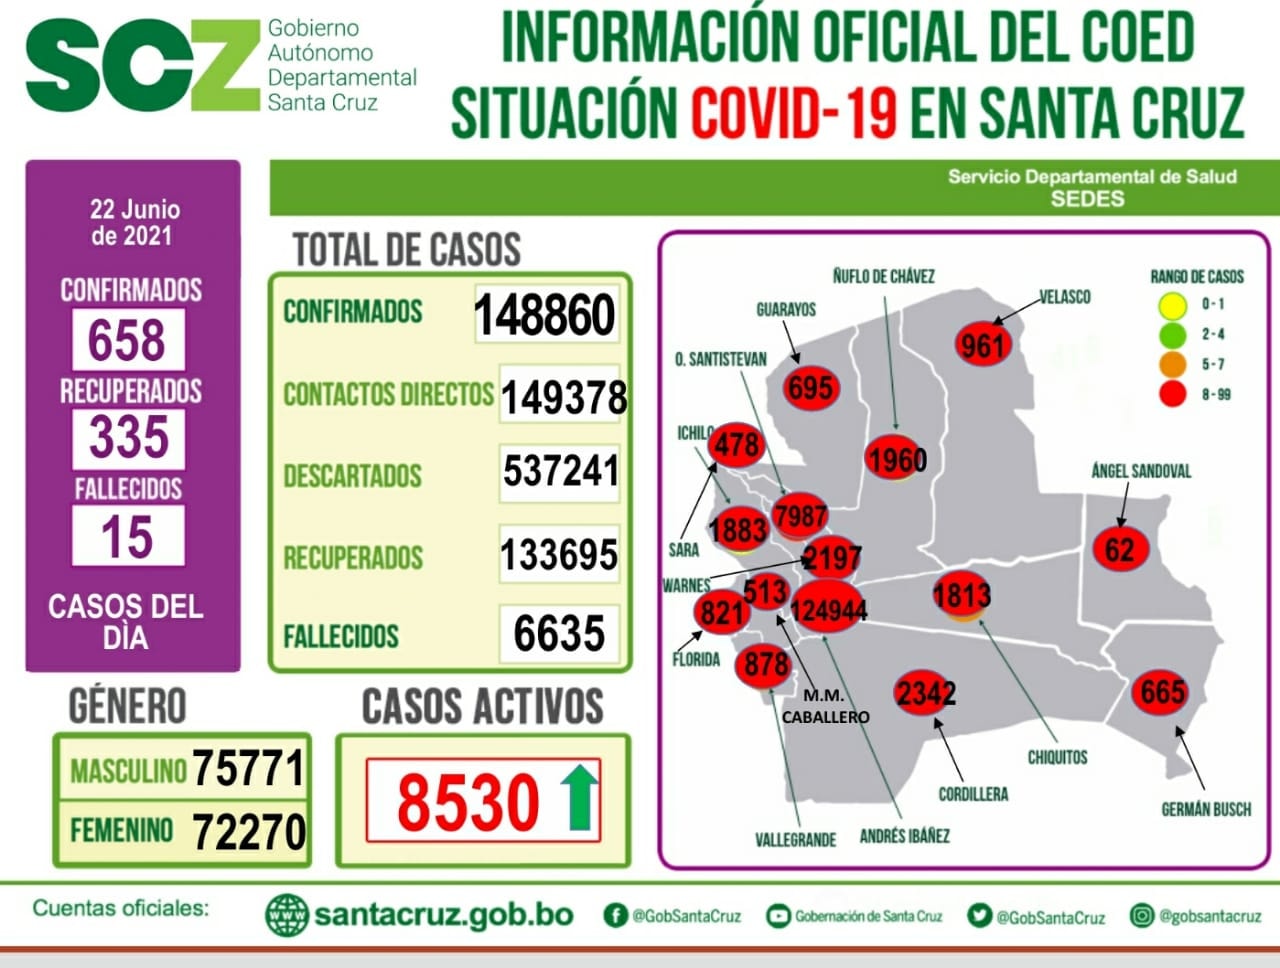 SCZ
Gobierno
Autónomo
Departamental
Santa Cruz
INFORMACIÓN OFICIAL DEL COED
SITUACIÓN COVID-19 EN SANTA CRUZ
Servicio Departamental de Salud
SEDES
22 Junio
de 2021
CONFIRMADOS
658
RECUPERADOS
335
FALLECIDOS
15
CASOS DEL
DÌA
TOTAL DE CASOS
CONFIRMADOS 148860
CONTACTOS DIRECTOS 149378
DESCARTADOS 537241
RECUPERADOS 133695
FALLECIDOS 6635
GÉNERO
MASCULINO 75771
FEMENINO 72270
CASOS ACTIVOS
8530
RANGO DE CASOS
0-1
2-4
5-7
8-99
ÑUFLO DE CHÁVEZ
VELASCO
GUARAYOS
961
O. SANTISTEVAN
695
ICHILO
478
1960
ÁNGEL SANDOVAL
7987
1883
SARA
2197
62
WARNES
513
1813
821
124944
FLORIDA
878
2342
665
M.M.
CABALLERO
CHIQUITOS
CORDILLERA
GERMÁN BUSCH
VALLEGRANDE
ANDRÉS IBÁÑEZ
Cuentas oficiales:
www
santacruz.gob.bo
@GobSantaCruz
Gobernación de Santa Cruz
@GobSantaCruz
@gobsantacruz